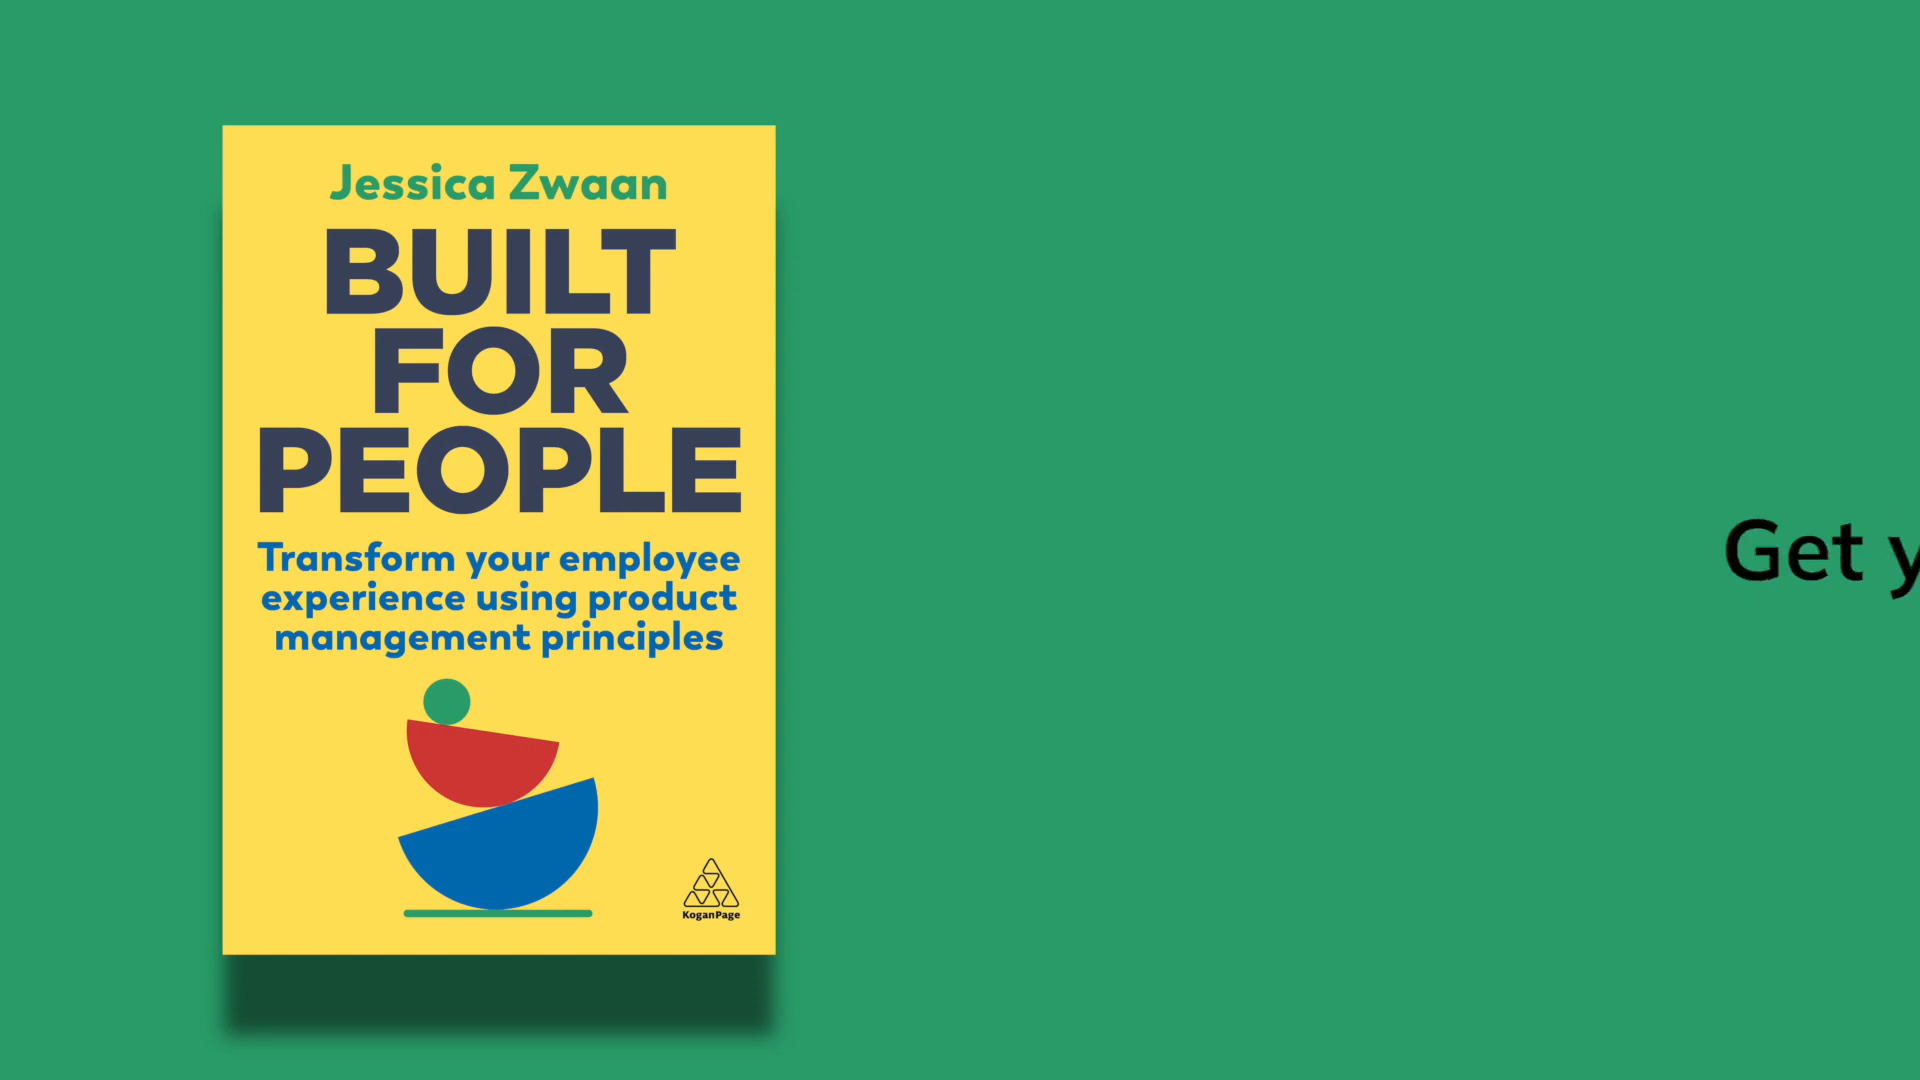 Jessica Zwaan
BUILT
FOR
PEOPLE
Transform your employee
experience using product
management principles
KoganPage
Get y